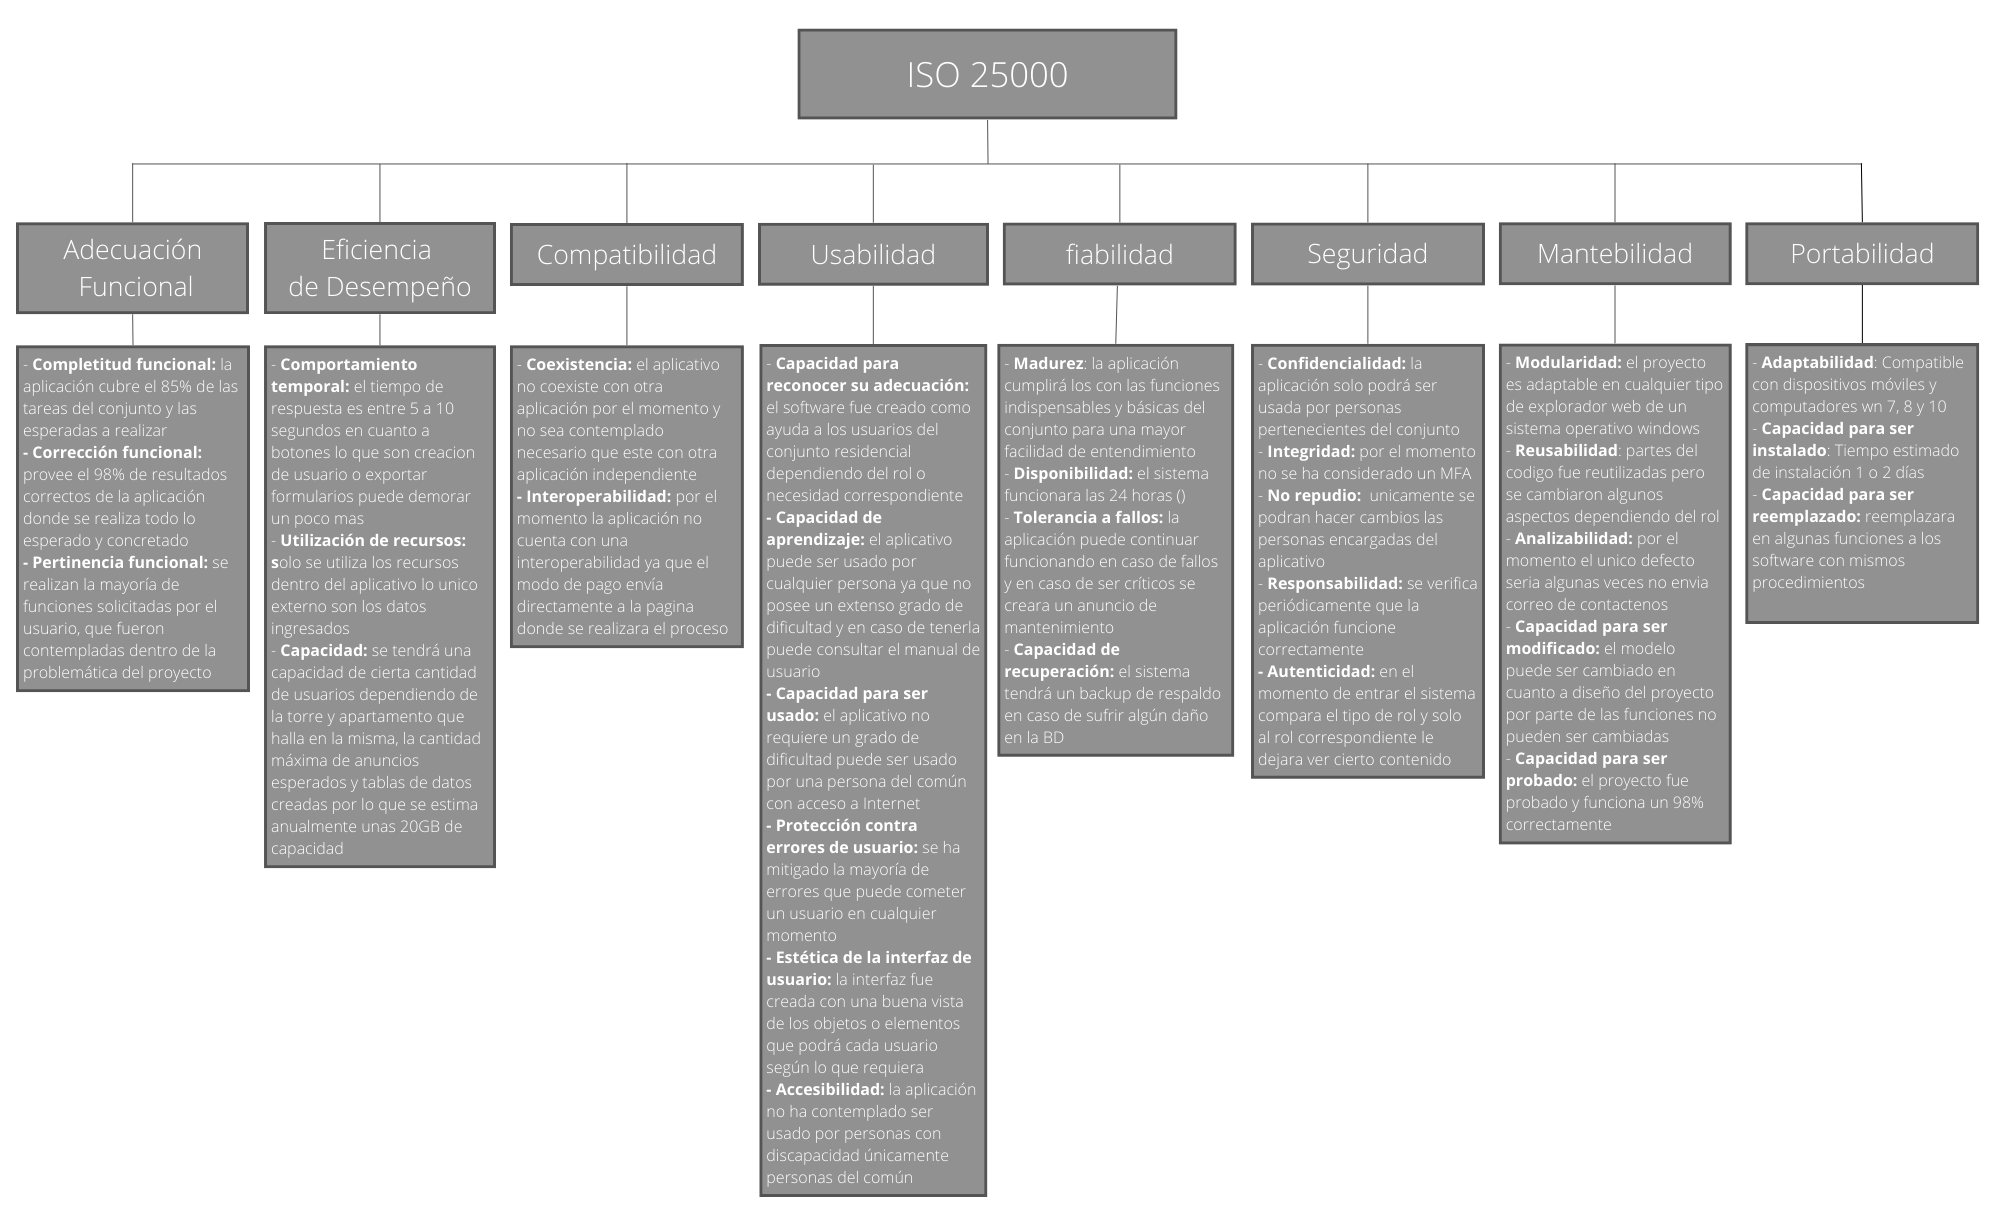 ISO 25000
Adecuación
Funcional
- Completitud funcional: la
aplicación cubre el 85% de las
tareas del conjunto y las
esperadas a realizar
- Corrección funcional:
provee el 98% de resultados
correctos de la aplicación
donde se realiza todo lo
esperado y concretado
- Pertinencia funcional: se
realizan la mayoría de
funciones solicitadas por el
usuario, que fueron
contempladas dentro de la
problemática del proyecto
Eficiencia
de Desempeño
- Comportamiento
temporal: el tiempo de
respuesta es entre 5 a 10
segundos en cuanto a
botones lo que son creacion
de usuario o exportar
formularios puede demorar
un poco mas
- Utilización de recursos:
solo se utiliza los recursos
dentro del aplicativo lo unico
externo son los datos
ingresados
- Capacidad: se tendrá una
capacidad de cierta cantidad
de usuarios dependiendo de
la torre y apartamento que
halla en la misma, la cantidad
máxima de anuncios
esperados y tablas de datos
creadas por lo que se estima
anualmente unas 20GB de
capacidad
Compatibilidad
- Coexistencia: el aplicativo
no coexiste con otra
aplicación por el momento y
no sea contemplado
necesario que este con otra
aplicación independiente
- Interoperabilidad: por el
momento la aplicación no
cuenta con una
interoperabilidad ya que el
modo de pago envía
directamente a la pagina
donde se realizara el proceso
Usabilidad
- Capacidad para
reconocer su adecuación:
el software fue creado como
ayuda a los usuarios del
conjunto residencial
dependiendo del rol o
necesidad correspondiente
- Capacidad de
aprendizaje: el aplicativo
puede ser usado por
cualquier persona ya que no
posee un extenso grado de
dificultad y en caso de tenerla
puede consultar el manual de
usuario
- Capacidad para ser
usado: el aplicativo no
requiere un grado de
dificultad puede ser usado
por una persona del común
con acceso a Internet
- Protección contra
errores de usuario: se ha
mitigado la mayoría de
errores que puede cometer
un usuario en cualquier
momento
- Estética de la interfaz de
usuario: la interfaz fue
creada con una buena vista
de los objetos o elementos
que podrá cada usuario
según lo que requiera
- Accesibilidad: la aplicación
no ha contemplado ser
usado por personas con
discapacidad únicamente
personas del común
fiabilidad
- Madurez: la aplicación
cumplirá los con las funciones
indispensables y básicas del
conjunto para una mayor
facilidad de entendimiento
- Disponibilidad: el sistema
funcionara las 24 horas ()
- Tolerancia a fallos: la
aplicación puede continuar
funcionando en caso de fallos
y en caso de ser críticos se
creara un anuncio de
mantenimiento
- Capacidad de
recuperación: el sistema
tendrá un backup de respaldo
en caso de sufrir algún daño
en la BD
Seguridad
- Confidencialidad: la
aplicación solo podrá ser
usada por personas
pertenecientes del conjunto
- Integridad: por el momento
no se ha considerado un MFA
- No repudio:  unicamente se
podran hacer cambios las
personas encargadas del
aplicativo
- Responsabilidad: se verifica
periódicamente que la
aplicación funcione
correctamente
- Autenticidad: en el
momento de entrar el sistema
compara el tipo de rol y solo
al rol correspondiente le
dejara ver cierto contenido
Mantebilidad
- Modularidad: el proyecto
es adaptable en cualquier tipo
de explorador web de un
sistema operativo windows
- Reusabilidad: partes del
codigo fue reutilizadas pero
se cambiaron algunos
aspectos dependiendo del rol
- Analizabilidad: por el
momento el unico defecto
seria algunas veces no envia
correo de contactenos
- Capacidad para ser
modificado: el modelo
puede ser cambiado en
cuanto a diseño del proyecto
por parte de las funciones no
pueden ser cambiadas
- Capacidad para ser
probado: el proyecto fue
probado y funciona un 98%
correctamente
Portabilidad
- Adaptabilidad: Compatible
con dispositivos móviles y
computadores wn 7, 8 y 10
- Capacidad para ser
instalado: Tiempo estimado
de instalación 1 o 2 días
- Capacidad para ser
reemplazado: reemplazara
en algunas funciones a los
software con mismos
procedimientos